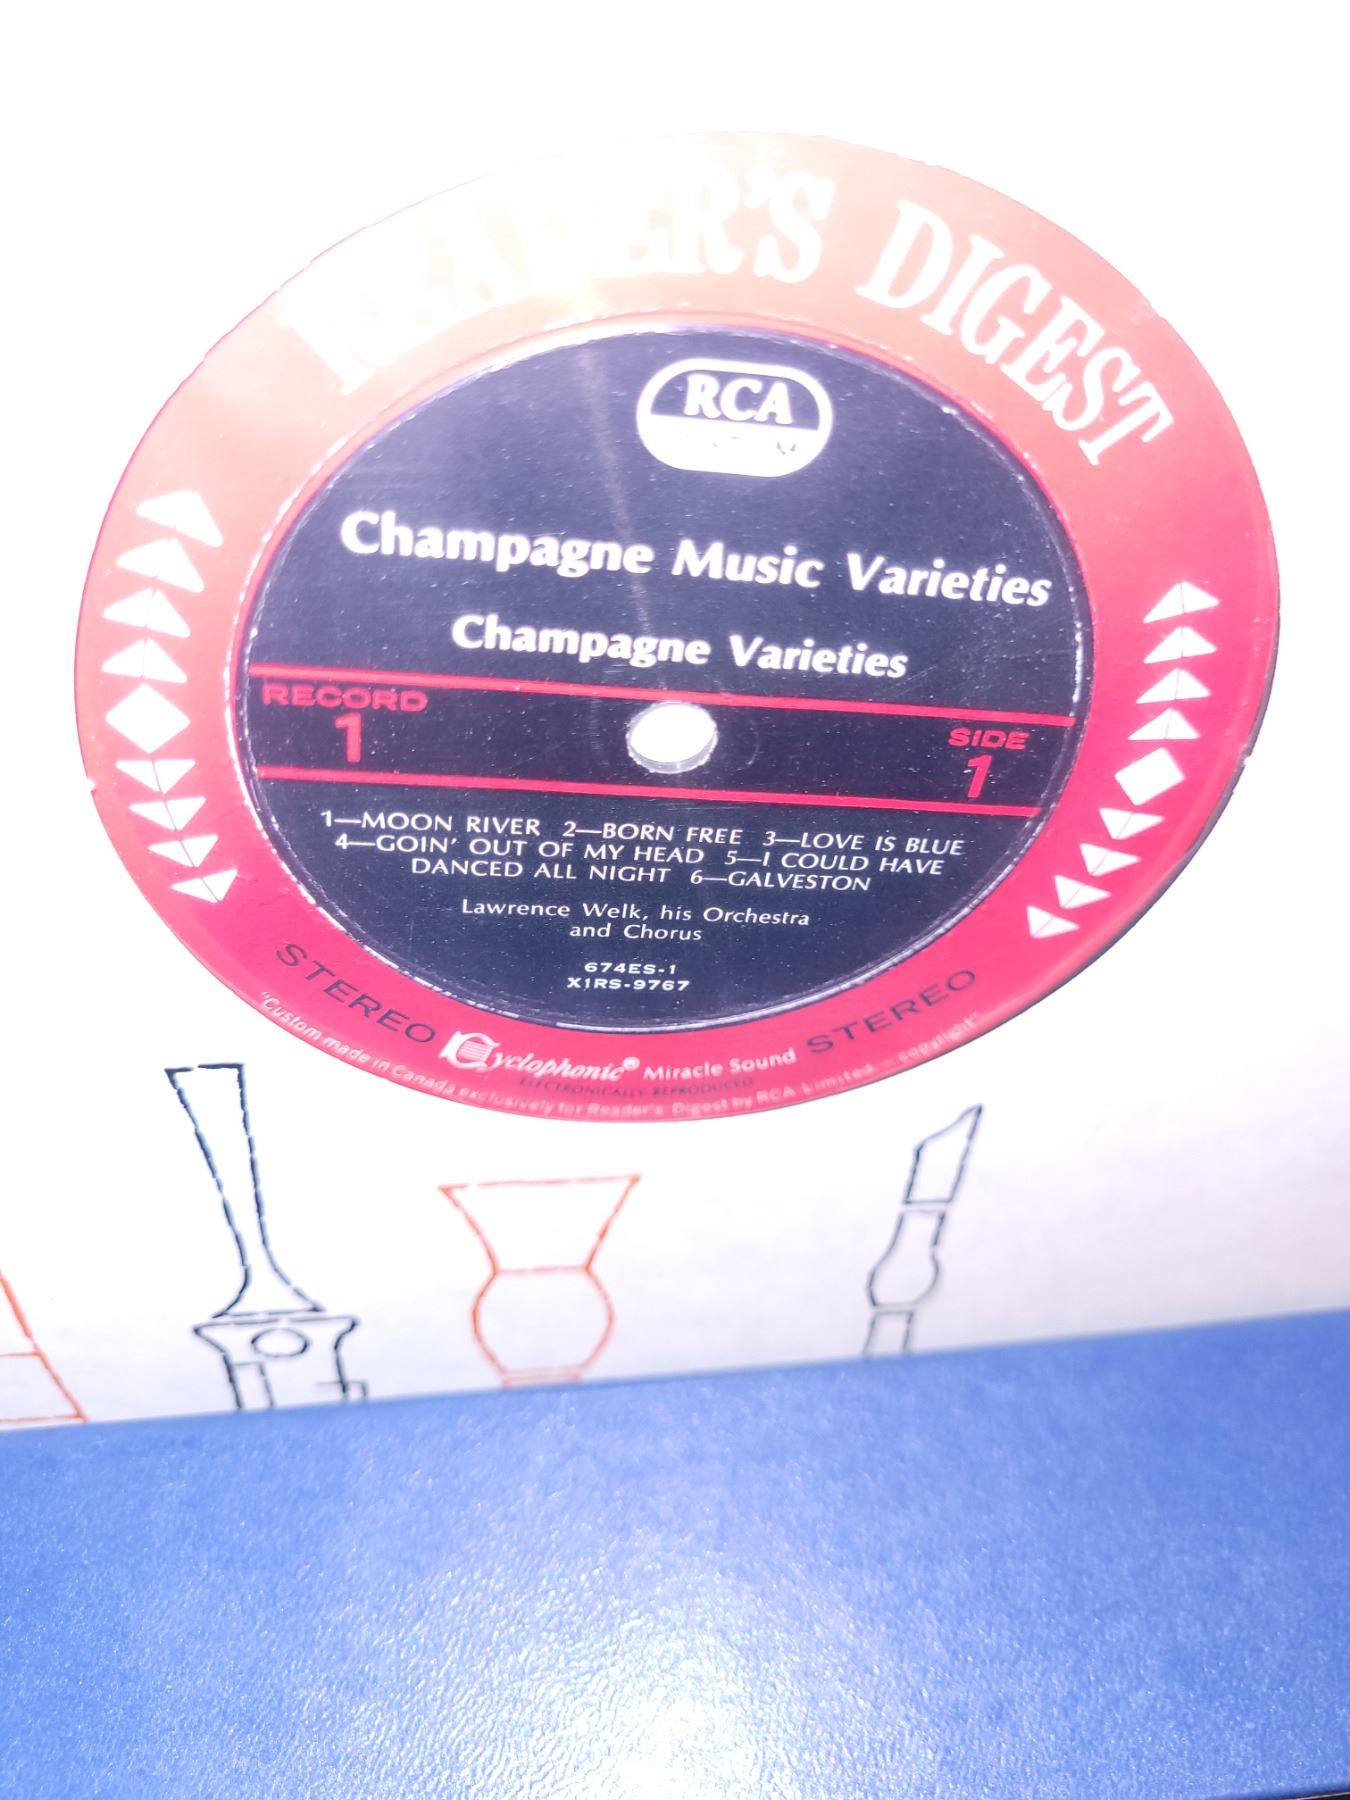 READER'S DIGEST
RCA
Champagne Music Varieties
Champagne Varieties
RECORD
1
SIDE
1
1—MOON RIVER 2—BORN FREE 3—LOVE IS BLUE
4—GOIN' OUT OF MY HEAD 5—I COULD HAVE
DANCED ALL NIGHT 6—GALVESTON
Lawrence Welk, his Orchestra
and Chorus
674ES-1
X1RS-9767
STEREO
Cyclophonic® Miracle Sound
STEREO
ELECTRONICALLY REPRODUCED
"Custom made in Canada exclusively for Reader's Digest by RCA Limited — copyright"